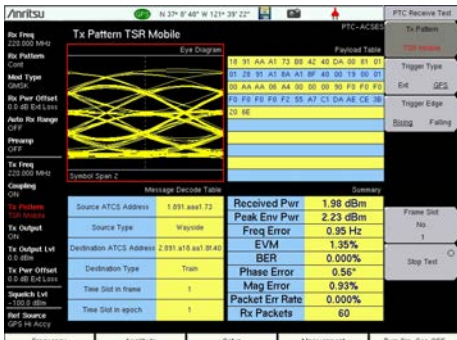 Anritsu
GPS N 37° 8' 40" W 121° 39' 22"
PTC-ACSES
PTC Receive Test
Rx Freq
220.000 MHz
Rx Pattern
Cont
Mod Type
GMSK
Rx Pwr Offset
0.0 dB Ext Loss
Auto Rx Range
OFF
Preamp
OFF
Tx Freq
220.000 MHz
Coupling
ON
Tx Pattern
TSR Mobile
Tx Output
ON
Tx Output Lvl
0.0 dBm
Tx Pwr Offset
0.0 dB Ext Loss
Squelch Lvl
-100.0 dBm
Ref Source
GPS Hi Accy
Tx Pattern TSR Mobile
Eye Diagram
Symbol Span 2
Payload Table
18 91 AA A1 73 D8 42 40 DA 00 81 01
01 28 91 A1 8A A1 8F 40 00 19 00 01
00 AA AA 06 A4 00 00 00 90 F0 F0 F0
F0 F0 F0 F0 F2 55 A7 C1 DA AE CE 3B
20 6E
Message Decode Table
Source ATCS Address 1.891.aaa1.73
Source Type Wayside
Destination ATCS Address 2.891.a18.aa1.8f.40
Destination Type Train
Time Slot in frame 1
Time Slot in epoch 1
Summary
Received Pwr 1.98 dBm
Peak Env Pwr 2.23 dBm
Freq Error 0.95 Hz
EVM 1.35%
BER 0.000%
Phase Error 0.56°
Mag Error 0.93%
Packet Err Rate 0.000%
Rx Packets 60
Tx Pattern
TSR Mobile
Trigger Type
Ext GPS
Trigger Edge
Rising Falling
Frame Slot
No.
1
Stop Test